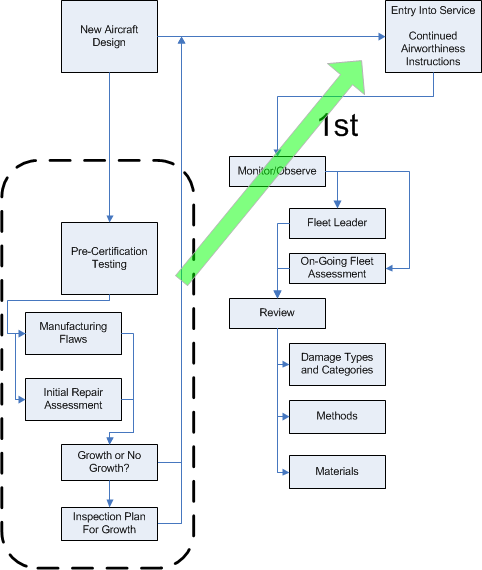 New Aircraft
Design
Entry Into Service
Continued
Airworthiness
Instructions
1st
Monitor/Observe
Fleet Leader
On-Going Fleet
Assessment
Review
Damage Types
and Categories
Methods
Materials
Pre-Certification
Testing
Manufacturing
Flaws
Initial Repair
Assessment
Growth or No
Growth?
Inspection Plan
For Growth